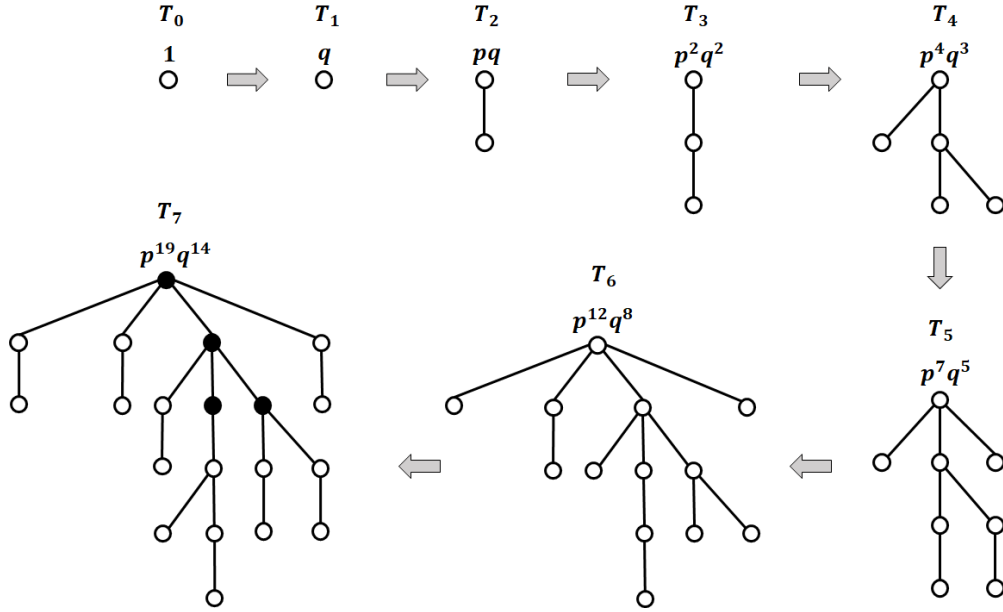 T₀
1
T₁
q
T₂
pq
T₃
p²q²
T₄
p⁴q³
T₅
p⁷q⁵
T₆
p¹²q⁸
T₇
p¹⁹q¹⁴